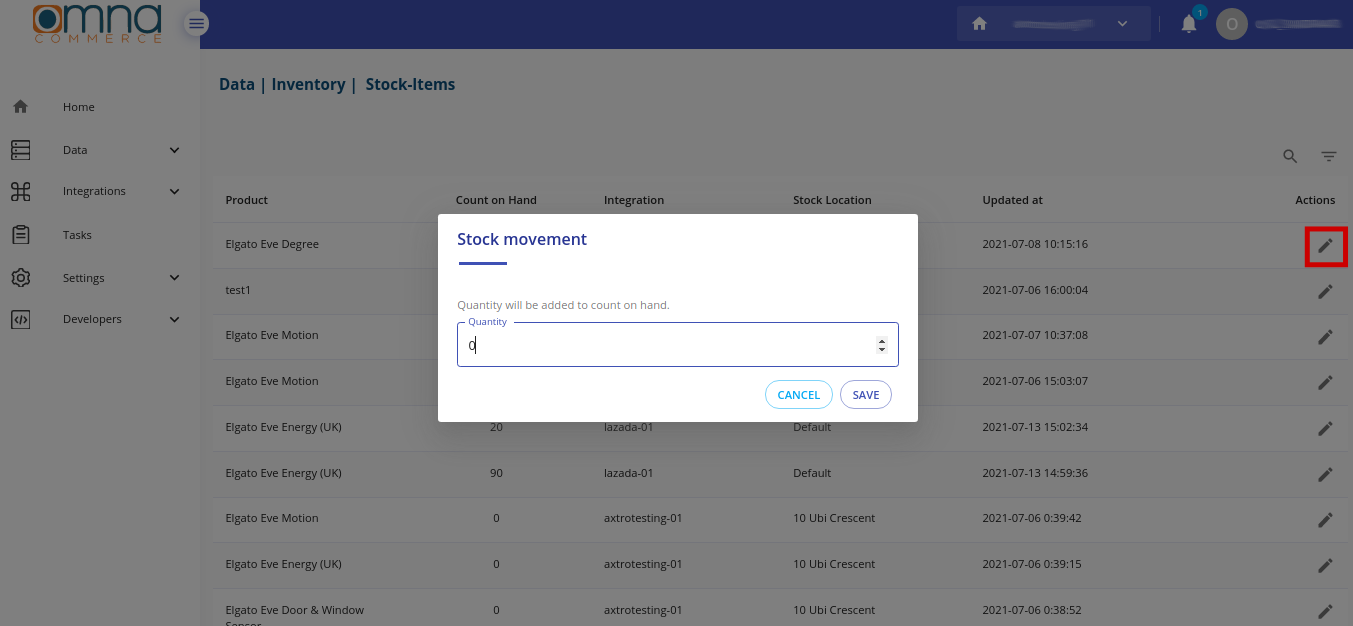 omna
COMMERCE
1
O
Data | Inventory | Stock-Items
Home
Data
Integrations
Tasks
Settings
Developers
Product Count on Hand Integration Stock Location Updated at Actions
Elgato Eve Degree 2021-07-08 10:15:16
test1 2021-07-06 16:00:04
Elgato Eve Motion 2021-07-07 10:37:08
Elgato Eve Motion 2021-07-06 15:03:07
Elgato Eve Energy (UK) 20 lazada-01 Default 2021-07-13 15:02:34
Elgato Eve Energy (UK) 90 lazada-01 Default 2021-07-13 14:59:36
Elgato Eve Motion 0 axtrotesting-01 10 Ubi Crescent 2021-07-06 0:39:42
Elgato Eve Energy (UK) 0 axtrotesting-01 10 Ubi Crescent 2021-07-06 0:39:15
Elgato Eve Door & Window 0 axtrotesting-01 10 Ubi Crescent 2021-07-06 0:38:52
Sensor
Stock movement
Quantity will be added to count on hand.
Quantity
0
CANCEL SAVE